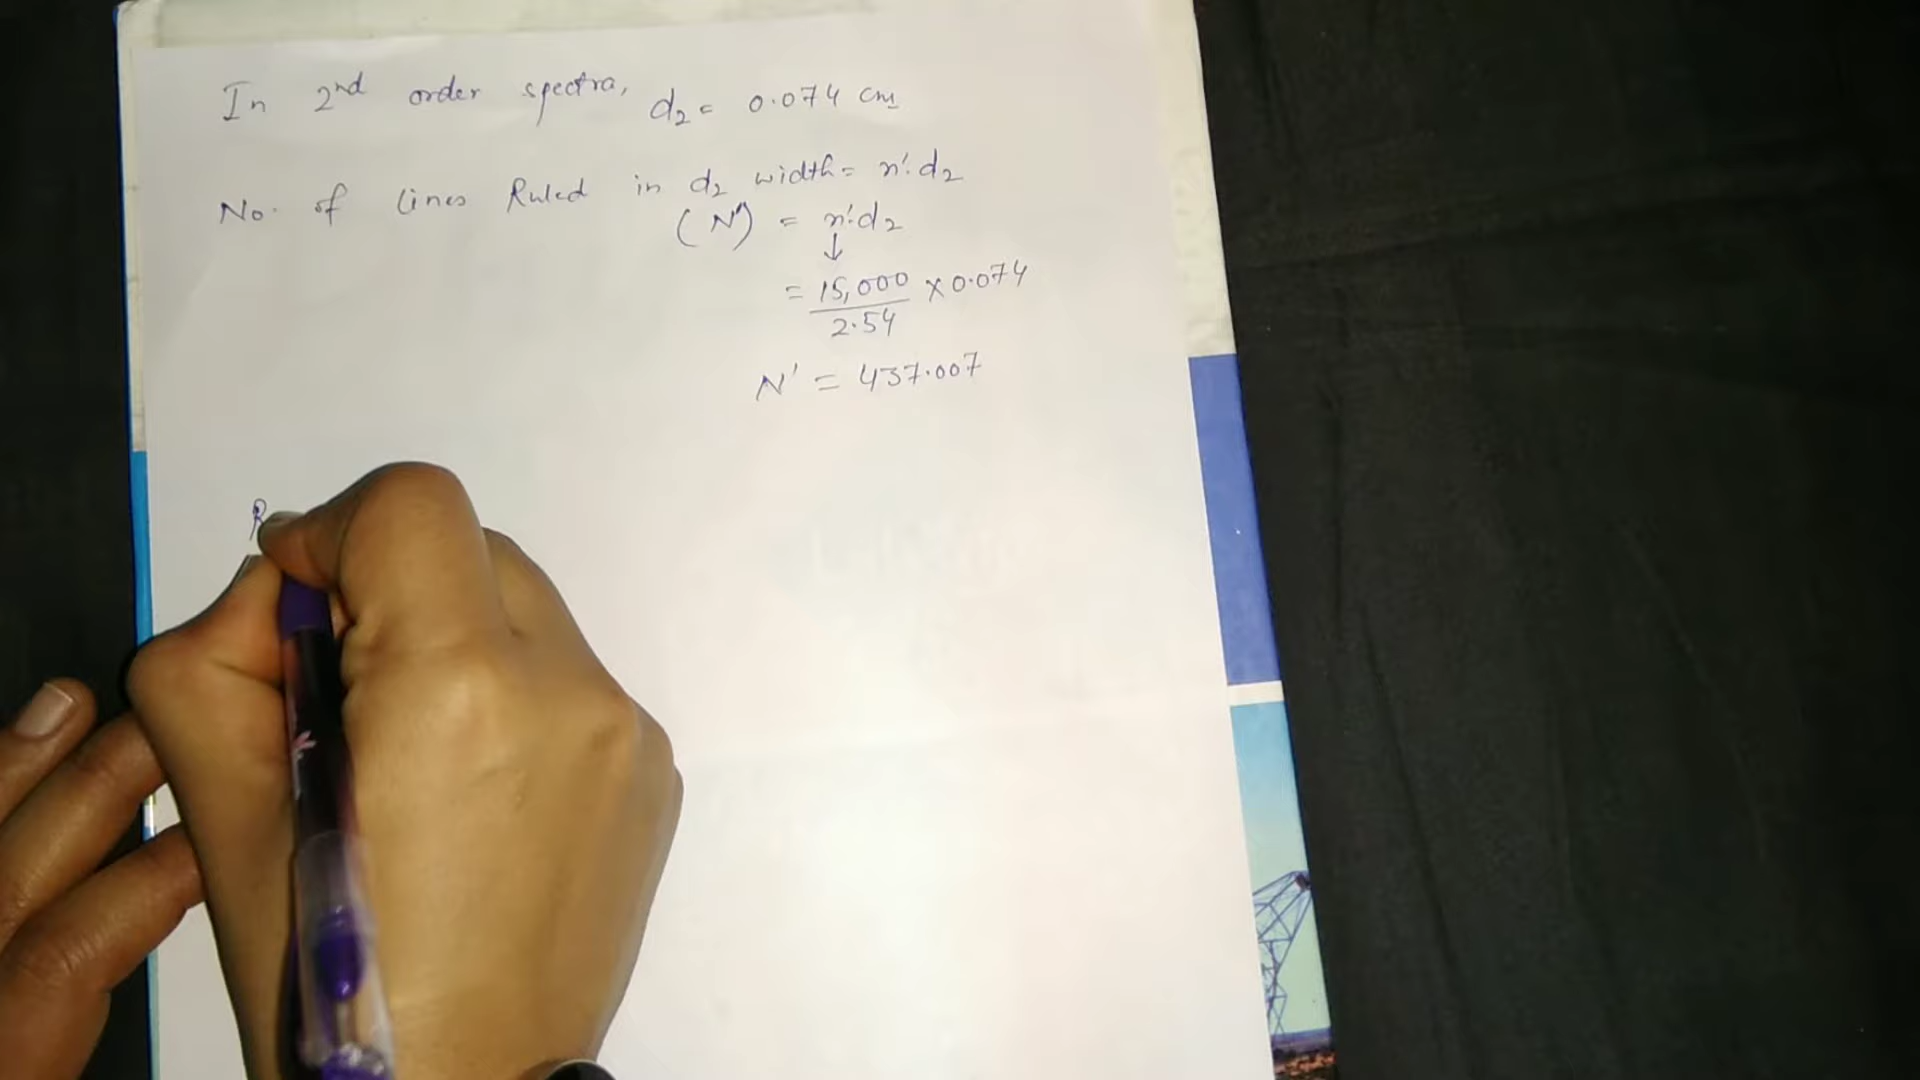 In 2nd order spectra, d2 = 0.074 cm
No. of lines Ruled in d2 width = n'.d2
(N') = n'.d2
↓
= 15,000/2.54 × 0.074
N' = 437.007
R